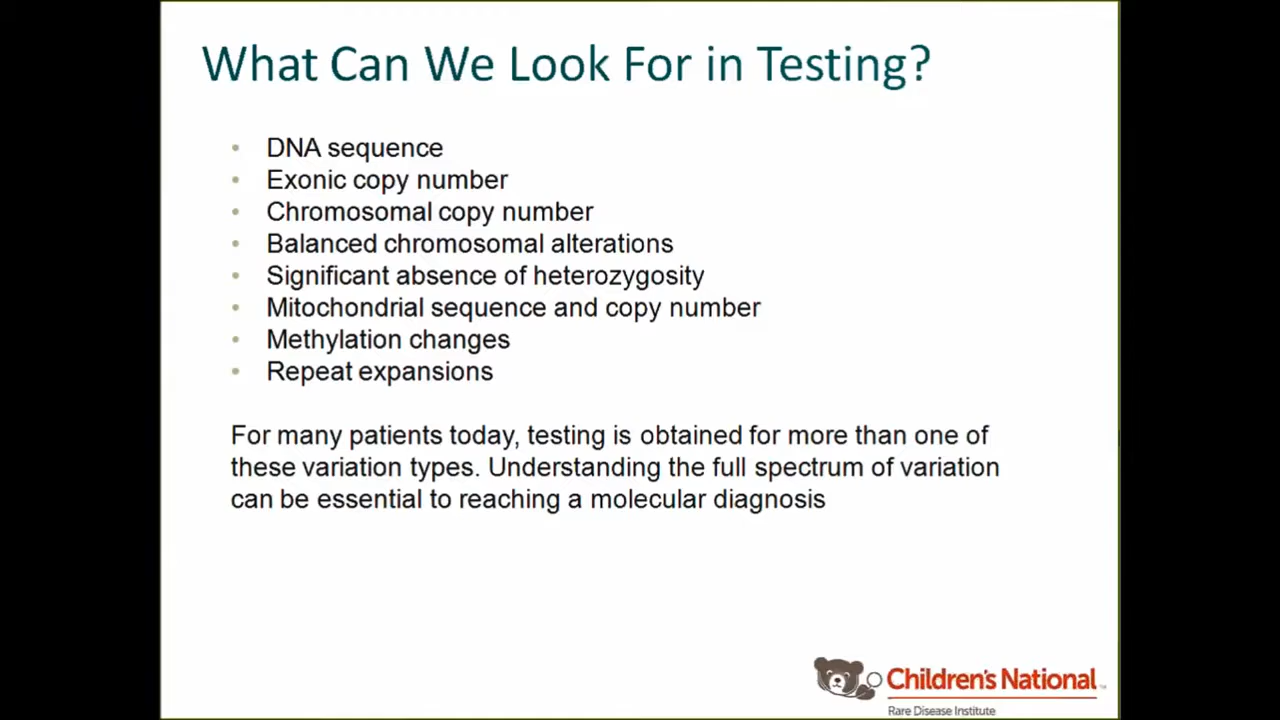 What Can We Look For in Testing?
• DNA sequence
• Exonic copy number
• Chromosomal copy number
• Balanced chromosomal alterations
• Significant absence of heterozygosity
• Mitochondrial sequence and copy number
• Methylation changes
• Repeat expansions
For many patients today, testing is obtained for more than one of
these variation types. Understanding the full spectrum of variation
can be essential to reaching a molecular diagnosis
Children's National
Rare Disease Institute